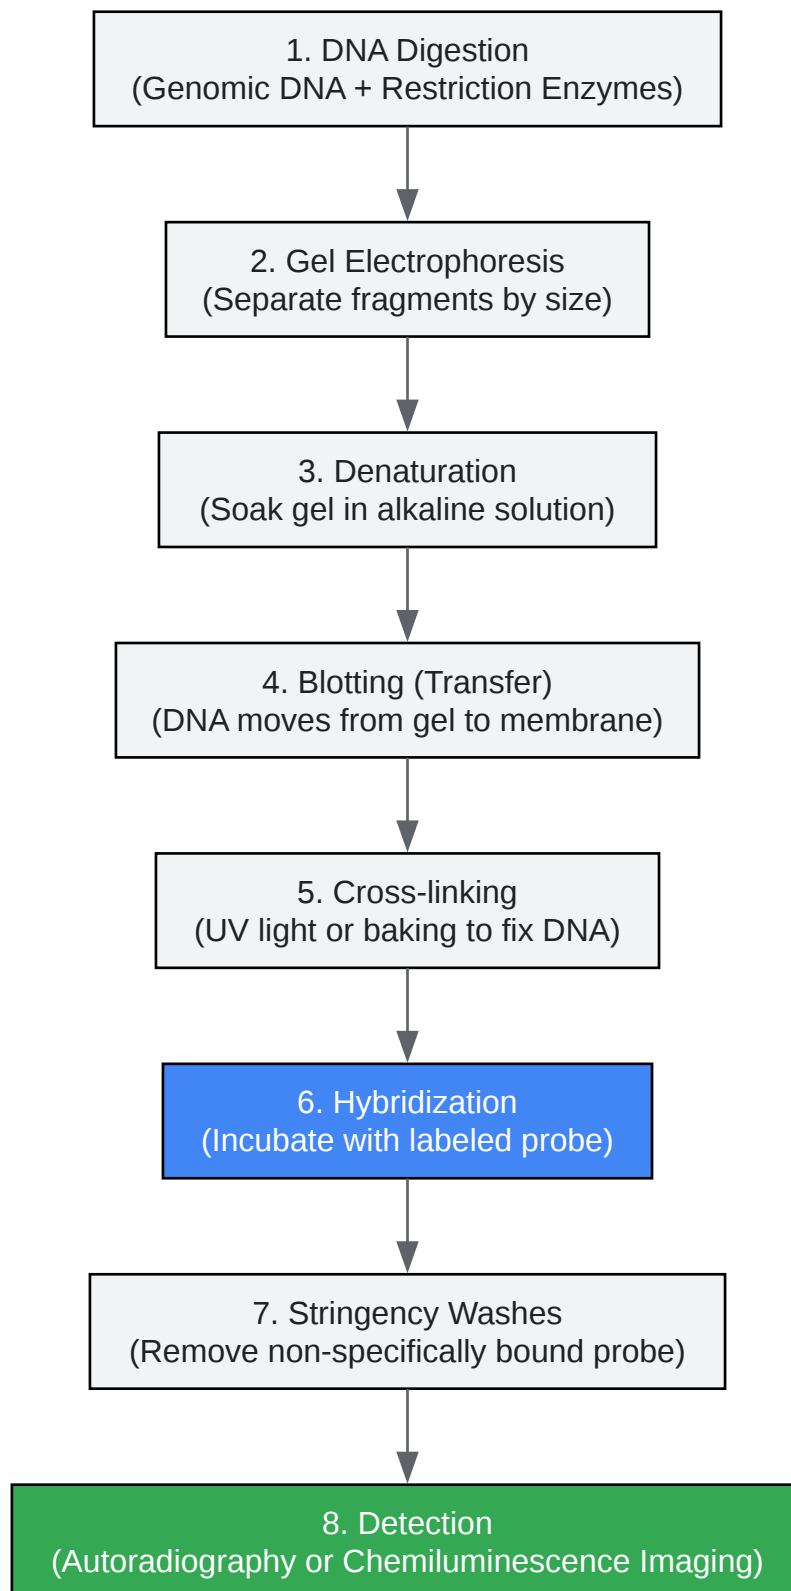 1. DNA Digestion
(Genomic DNA + Restriction Enzymes)
2. Gel Electrophoresis
(Separate fragments by size)
3. Denaturation
(Soak gel in alkaline solution)
4. Blotting (Transfer)
(DNA moves from gel to membrane)
5. Cross-linking
(UV light or baking to fix DNA)
6. Hybridization
(Incubate with labeled probe)
7. Stringency Washes
(Remove non-specifically bound probe)
8. Detection
(Autoradiography or Chemiluminescence Imaging)